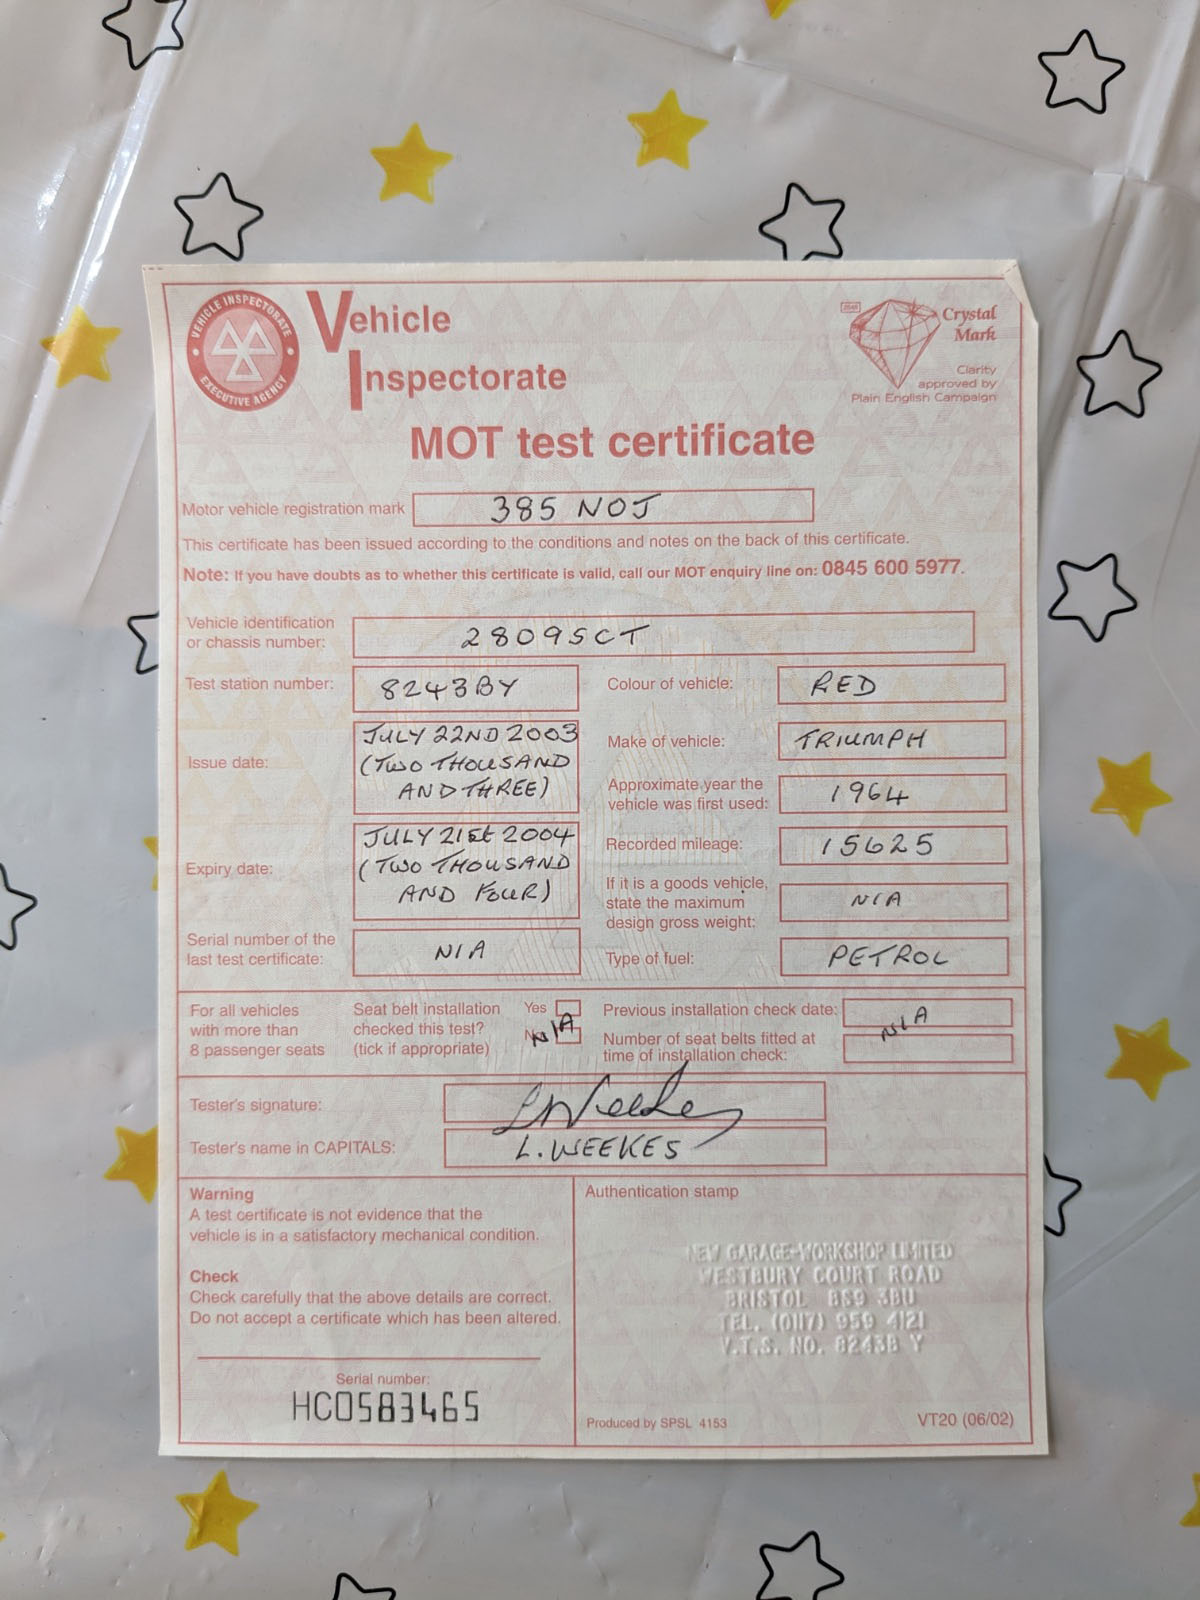 VEHICLE INSPECTORATE
EXECUTIVE AGENCY
Vehicle
Inspectorate
Crystal
Mark
Clarity
approved by
Plain English Campaign
MOT test certificate
Motor vehicle registration mark 385 NOJ
This certificate has been issued according to the conditions and notes on the back of this certificate.
Note: If you have doubts as to whether this certificate is valid, call our MOT enquiry line on: 0845 600 5977.
Vehicle identification
or chassis number: 2809SCT
Test station number: 8243BY
Colour of vehicle: RED
Issue date: JULY 22ND 2003
(TWO THOUSAND
AND THREE)
Make of vehicle: TRIUMPH
Approximate year the
vehicle was first used: 1964
Expiry date: JULY 21st 2004
(TWO THOUSAND
AND FOUR)
Recorded mileage: 15625
If it is a goods vehicle,
state the maximum
design gross weight: N/A
Serial number of the
last test certificate: N/A
Type of fuel: PETROL
For all vehicles
with more than
8 passenger seats
Seat belt installation
checked this test?
(tick if appropriate)
Yes
No
N/A
Previous installation check date:
Number of seat belts fitted at
time of installation check:
N/A
Tester's signature: L Weekes
Tester's name in CAPITALS: L. WEEKES
Warning
A test certificate is not evidence that the
vehicle is in a satisfactory mechanical condition.
Check
Check carefully that the above details are correct.
Do not accept a certificate which has been altered.
Serial number:
HC0583465
Authentication stamp
NEW GARAGE-WORKSHOP LIMITED
WESTBURY COURT ROAD
BRISTOL BS9 3BU
TEL. (0117) 959 4121
V.T.S. NO. 8243B Y
Produced by SPSL 4153
VT20 (06/02)